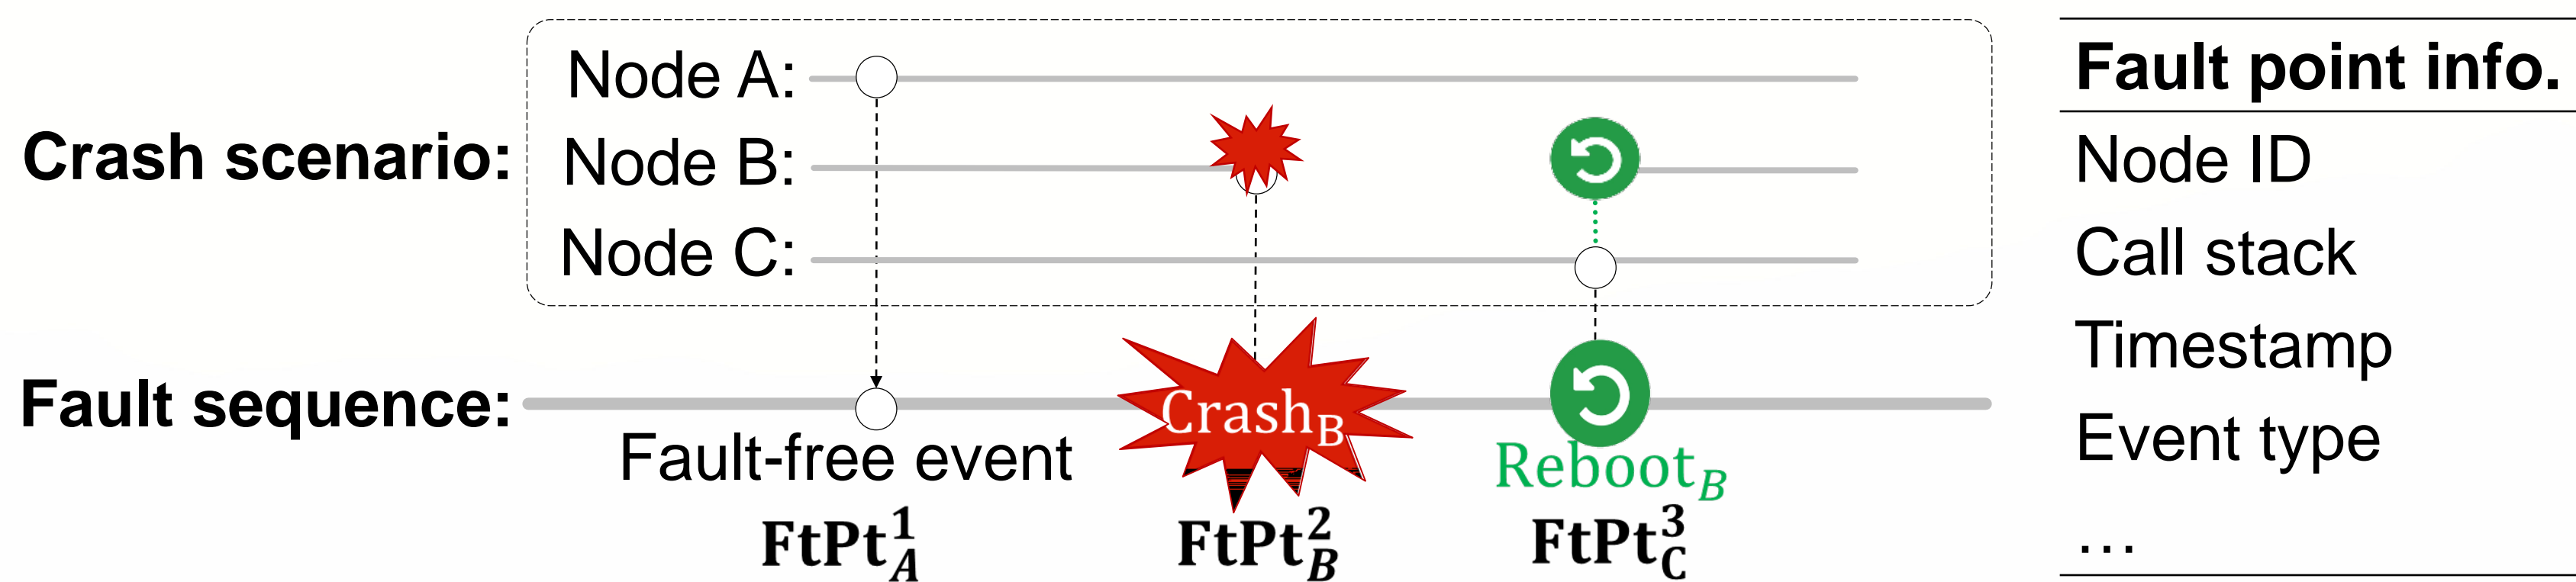 Crash scenario:
Node A:
Node B:
Node C:
Fault sequence:
Fault-free event
Crash_B
Reboot_B
FtPt_A^1
FtPt_B^2
FtPt_C^3
Fault point info.
Node ID
Call stack
Timestamp
Event type
…